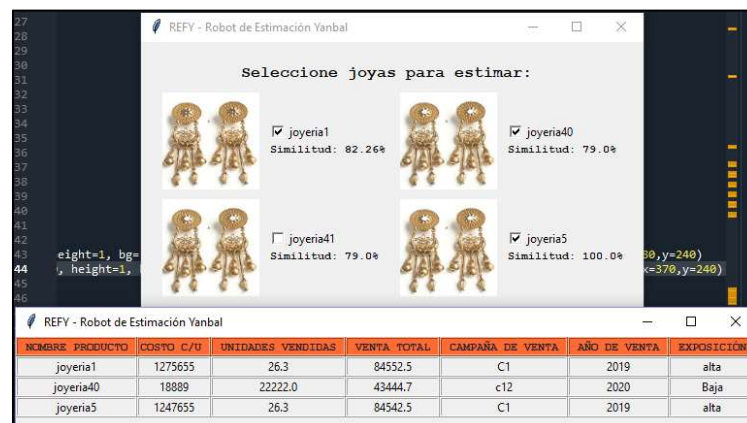 27
28
29
30
31
32
33
34
35
36
37
38
39
40
41
42
43 eight=1, bg= 80,y=240)
44 , height=1, x=370,y=240)
45
46
REFY - Robot de Estimación Yanbal
Seleccione joyas para estimar:
joyeria1 joyeria40
Similitud: 82.26% Similitud: 79.0%
joyeria41 joyeria5
Similitud: 79.0% Similitud: 100.0%
REFY - Robot de Estimación Yanbal
NOMBRE PRODUCTO COSTO C/U UNIDADES VENDIDAS VENTA TOTAL CAMPAÑA DE VENTA AÑO DE VENTA EXPOSICIÓN
joyeria1 1275655 26.3 84552.5 C1 2019 alta
joyeria40 18889 22222.0 43444.7 c12 2020 Baja
joyeria5 1247655 26.3 84542.5 C1 2019 alta